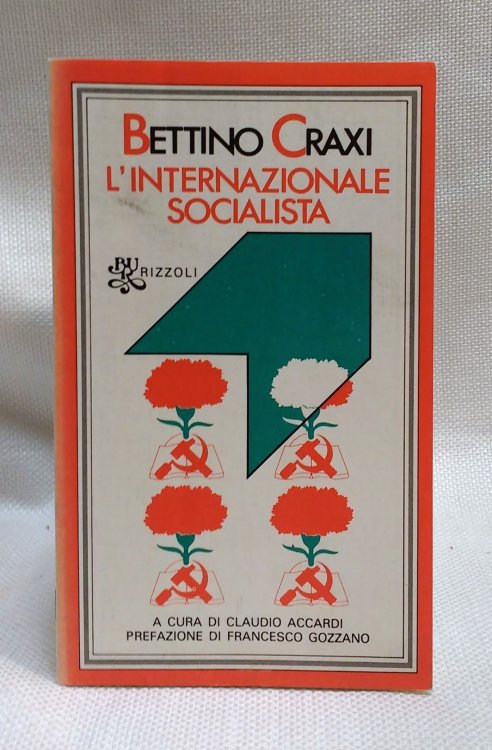 BETTINO CRAXI
L'INTERNAZIONALE
SOCIALISTA
BUR RIZZOLI
A CURA DI CLAUDIO ACCARDI
PREFAZIONE DI FRANCESCO GOZZANO